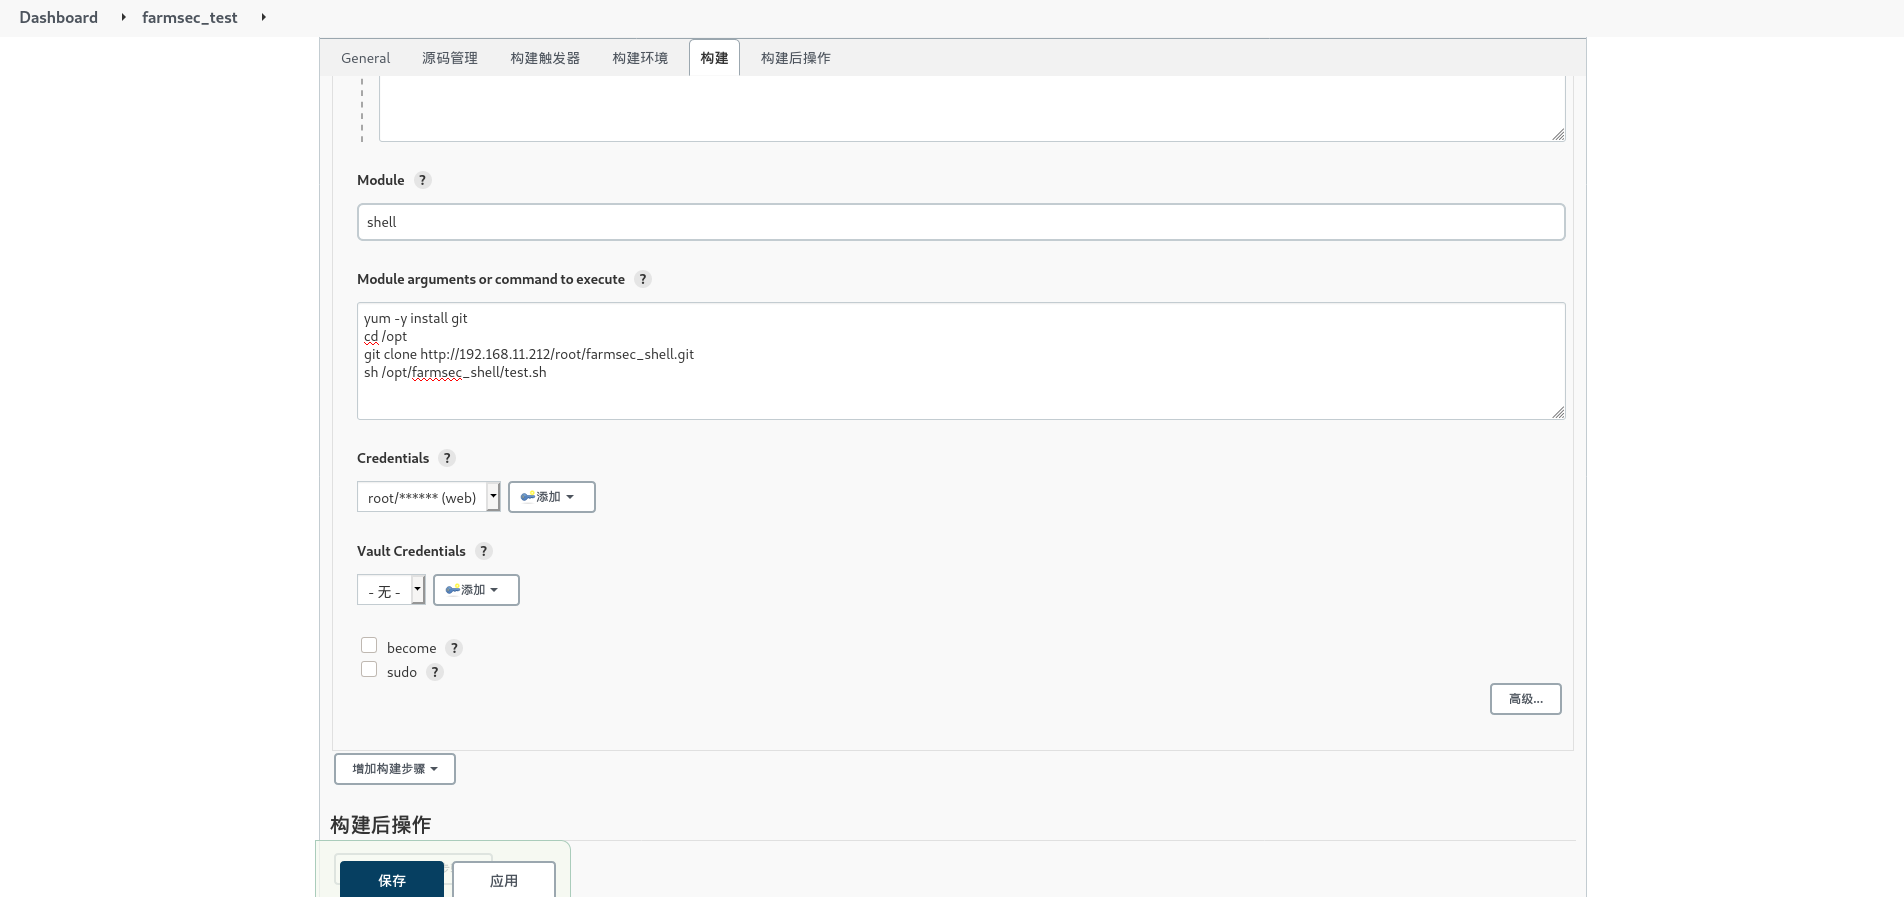 Dashboard farmsec_test
General 源码管理 构建触发器 构建环境 构建 构建后操作
Module ?
shell
Module arguments or command to execute ?
yum -y install git
cd /opt
git clone http://192.168.11.212/root/farmsec_shell.git
sh /opt/farmsec_shell/test.sh
Credentials ?
root/****** (web) 添加
Vault Credentials ?
- 无 - 添加
become ?
sudo ?
高级...
增加构建步骤
构建后操作
保存 应用